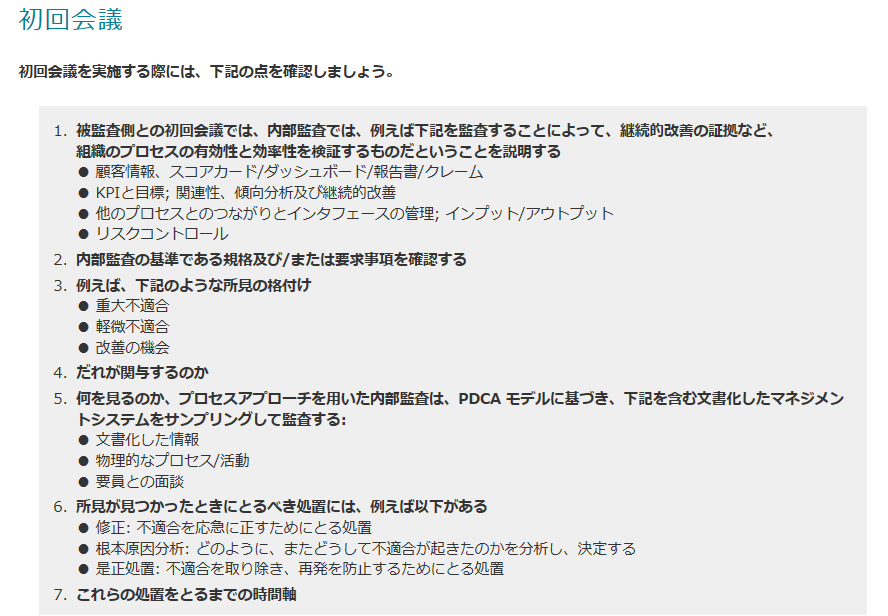 初回会議
初回会議を実施する際には、下記の点を確認しましょう。
1. 被監査側との初回会議では、内部監査では、例えば下記を監査することによって、継続的改善の証拠など、
組織のプロセスの有効性と効率性を検証するものだということを説明する
● 顧客情報、スコアカード/ダッシュボード/報告書/クレーム
● KPIと目標; 関連性、傾向分析及び継続的改善
● 他のプロセスとのつながりとインタフェースの管理; インプット/アウトプット
● リスクコントロール
2. 内部監査の基準である規格及び/または要求事項を確認する
3. 例えば、下記のような所見の格付け
● 重大不適合
● 軽微不適合
● 改善の機会
4. だれが関与するのか
5. 何を見るのか、プロセスアプローチを用いた内部監査は、PDCA モデルに基づき、下記を含む文書化したマネジメン
トシステムをサンプリングして監査する:
● 文書化した情報
● 物理的なプロセス/活動
● 要員との面談
6. 所見が見つかったときにとるべき処置には、例えば以下がある
● 修正: 不適合を応急に正すためにとる処置
● 根本原因分析: どのように、またどうして不適合が起きたのかを分析し、決定する
● 是正処置: 不適合を取り除き、再発を防止するためにとる処置
7. これらの処置をとるまでの時間軸